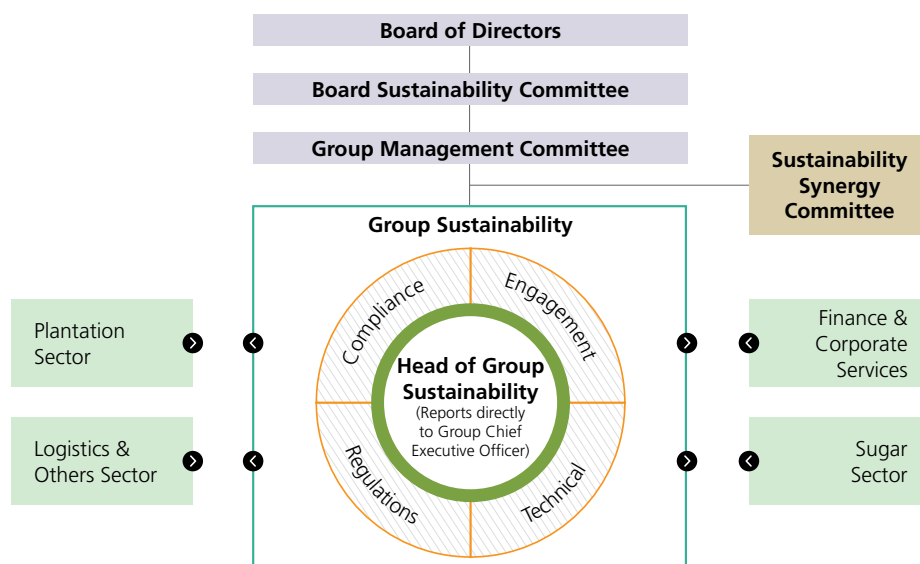 Board of Directors
Board Sustainability Committee
Group Management Committee
Sustainability
Synergy
Committee
Group Sustainability
Compliance
Engagement
Plantation
Sector
Finance &
Corporate
Services
Head of Group
Sustainability
(Reports directly
to Group Chief
Executive Officer)
Logistics &
Others Sector
Regulations
Technical
Sugar
Sector